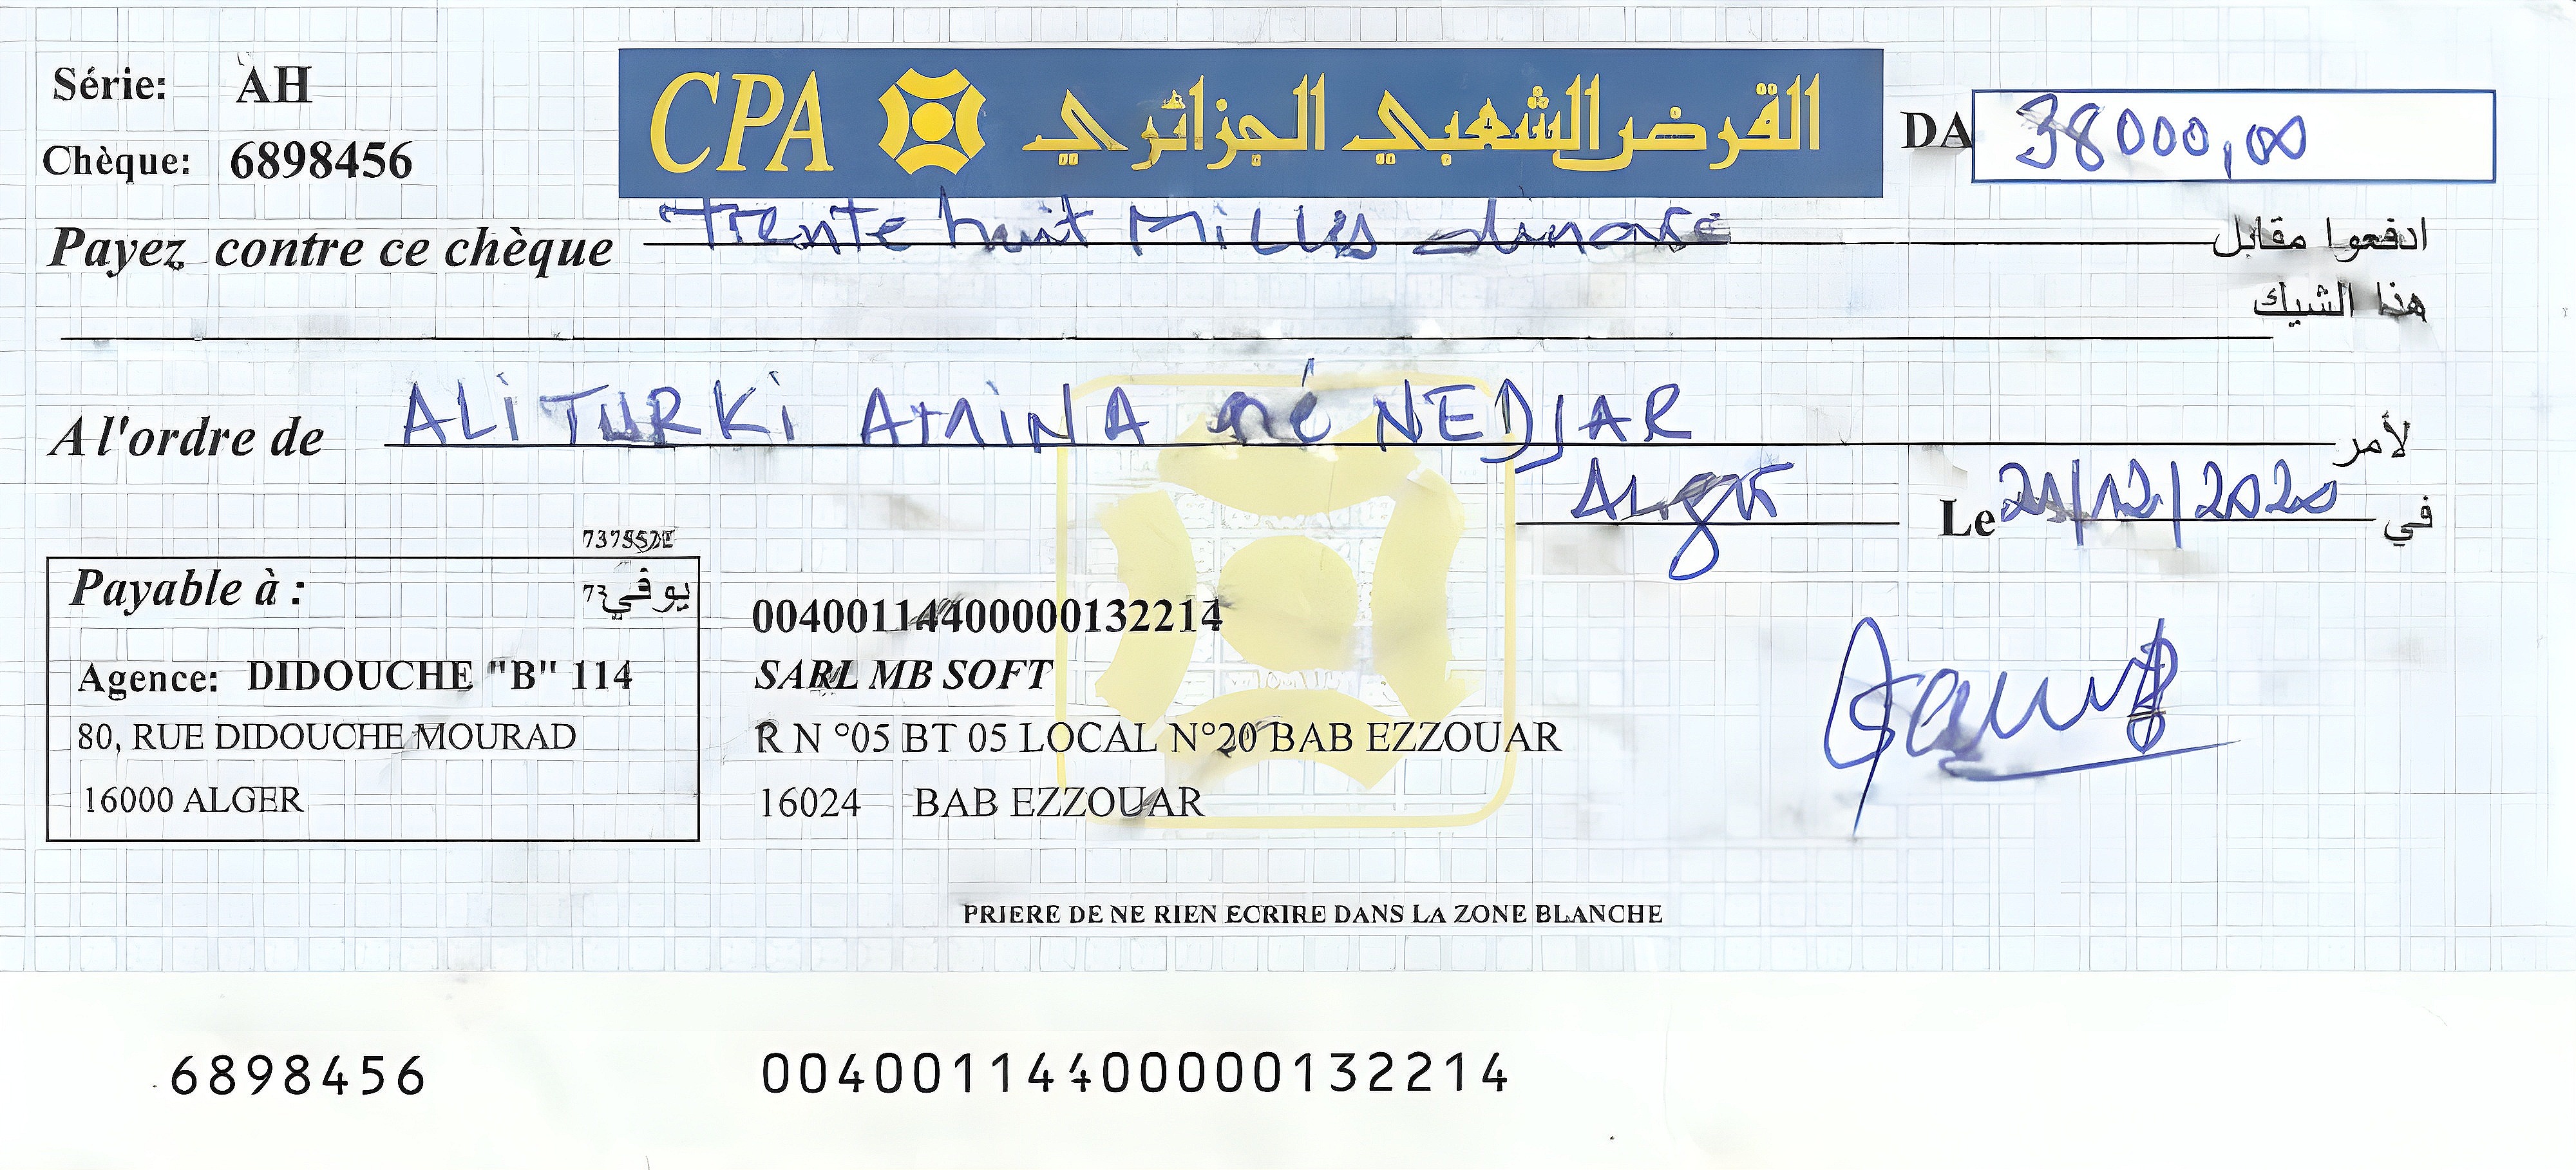 Série: AH
CPA القرض الشعبي الجزائري
DA 38000,00
Chèque: 6898456
Payez contre ce chèque Trente huit Milles dinars ادفعوا مقابل
هذا الشيك
A l'ordre de ALI TURKI AMINA né NEDJAR لأمر
Alger Le 21/12/2020 في
Payable à : يوفي
Agence: DIDOUCHE "B" 114
80, RUE DIDOUCHE MOURAD
16000 ALGER
00400114400000132214
SARL MB SOFT
R N °05 BT 05 LOCAL N°20 BAB EZZOUAR
16024 BAB EZZOUAR
PRIERE DE NE RIEN ECRIRE DANS LA ZONE BLANCHE
6898456 00400114400000132214